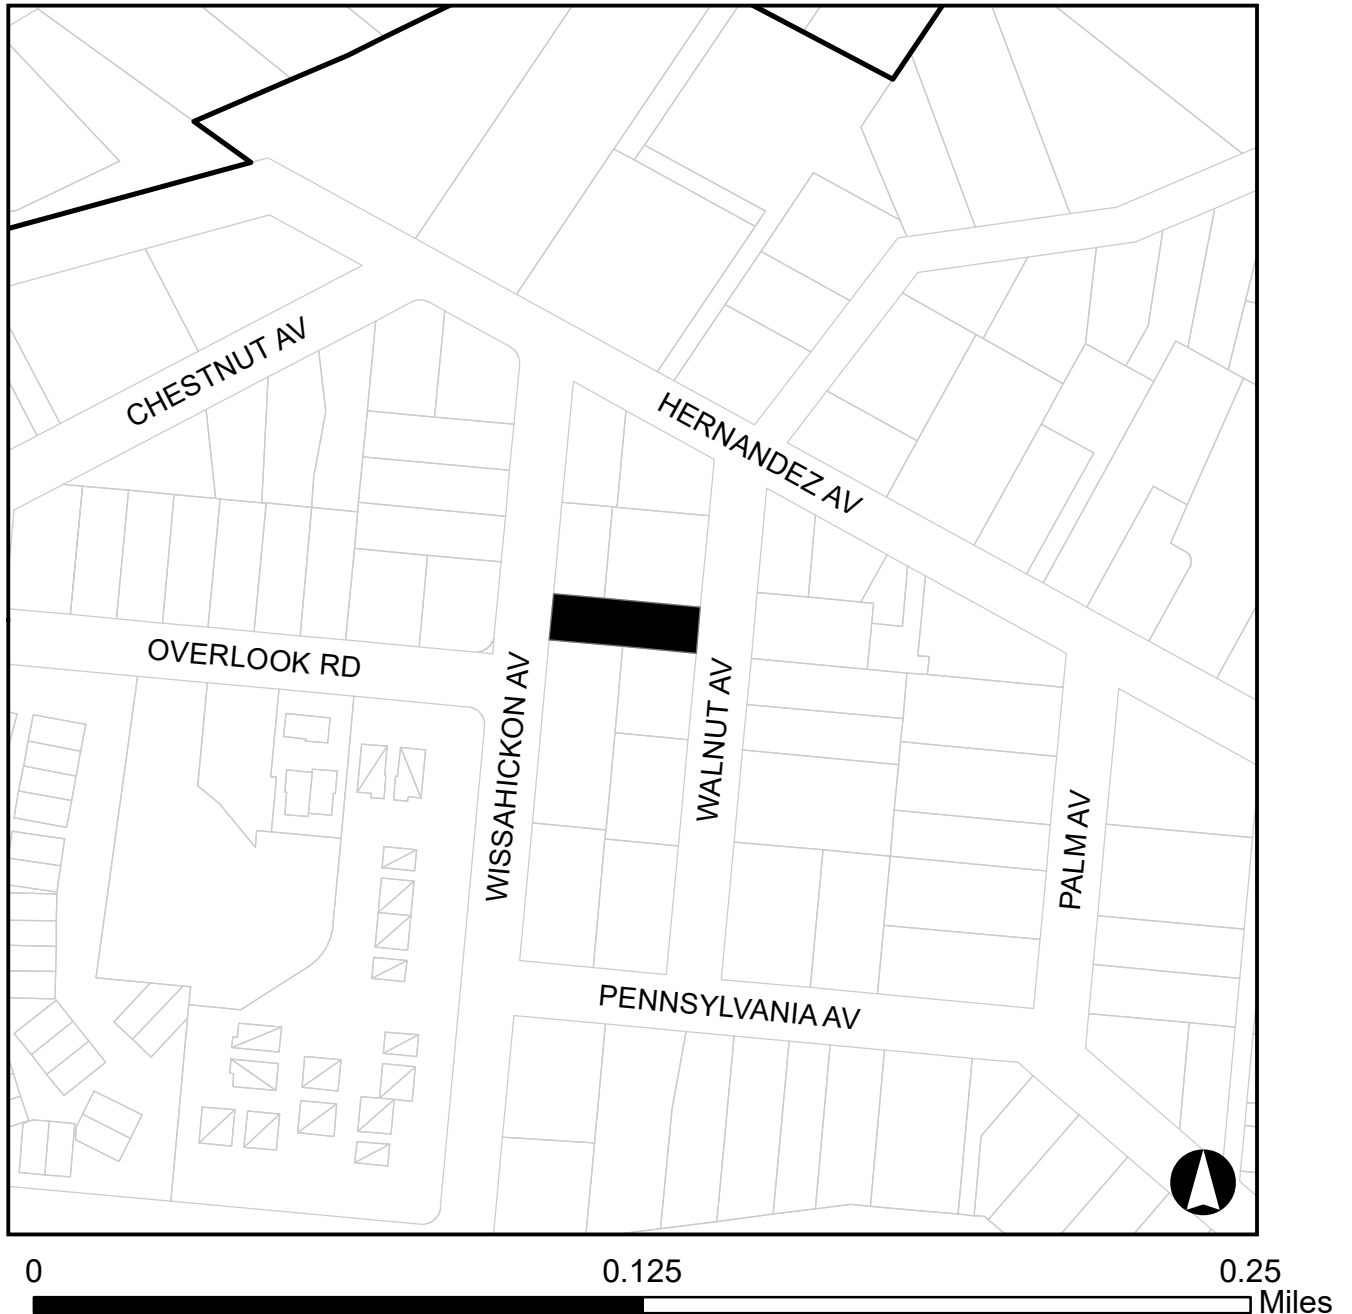 CHESTNUT AV
HERNANDEZ AV
OVERLOOK RD
WISSAHICKON AV
WALNUT AV
PALM AV
PENNSYLVANIA AV
0 0.125 0.25
Miles